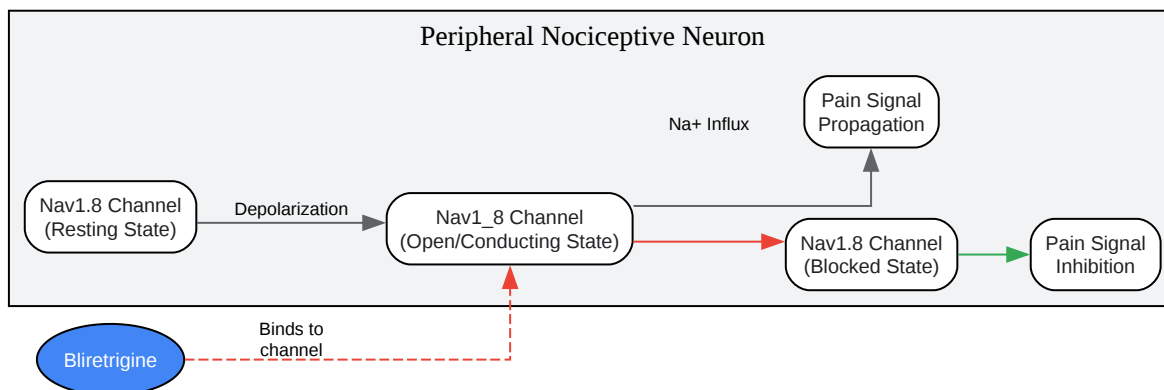 Peripheral Nociceptive Neuron
Pain Signal
Propagation
Na+ Influx
Nav1.8 Channel
(Resting State)
Depolarization
Nav1_8 Channel
(Open/Conducting State)
Nav1.8 Channel
(Blocked State)
Pain Signal
Inhibition
Bliretrigine
Binds to
channel